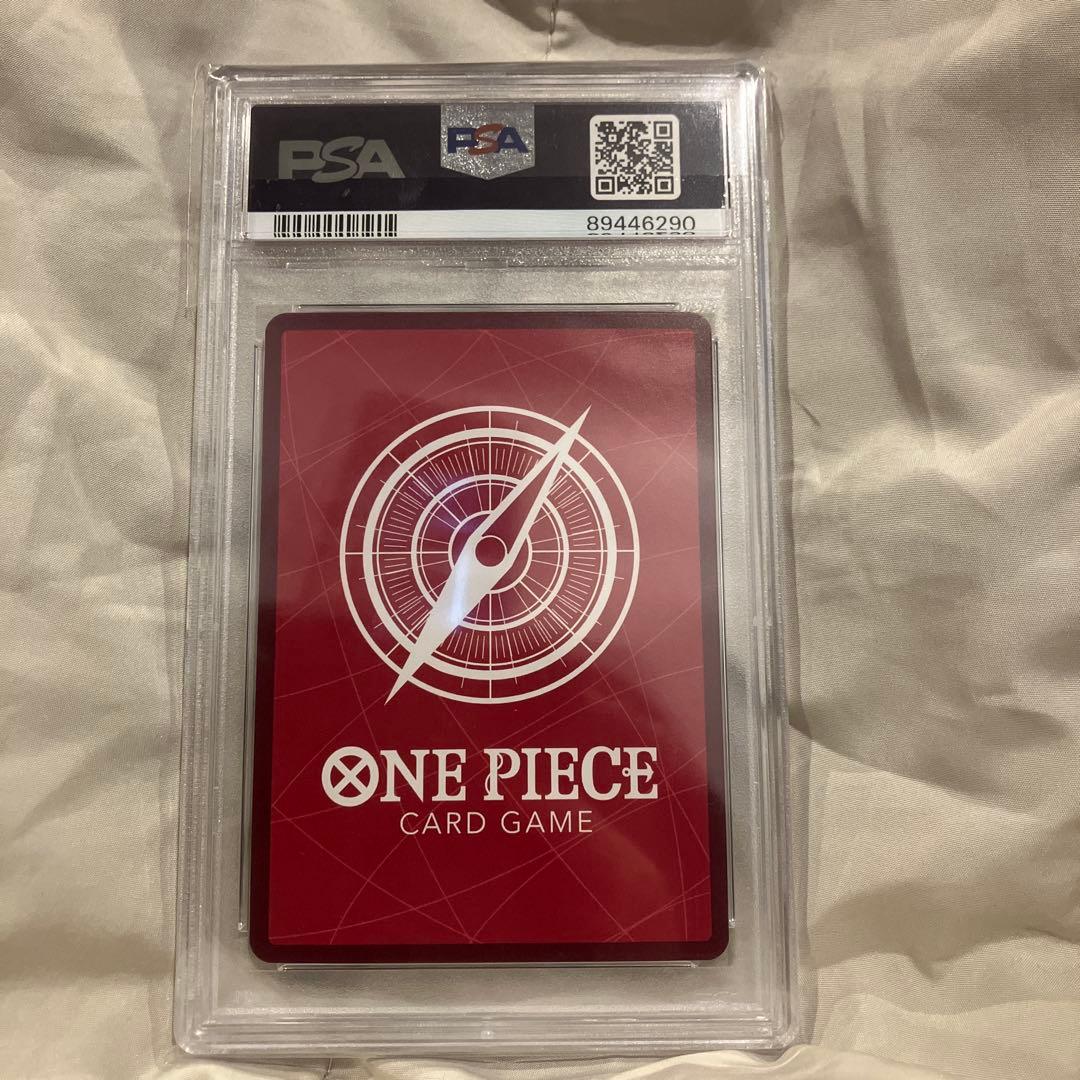 PSA
PSA
89446290
ONE PIECE
CARD GAME